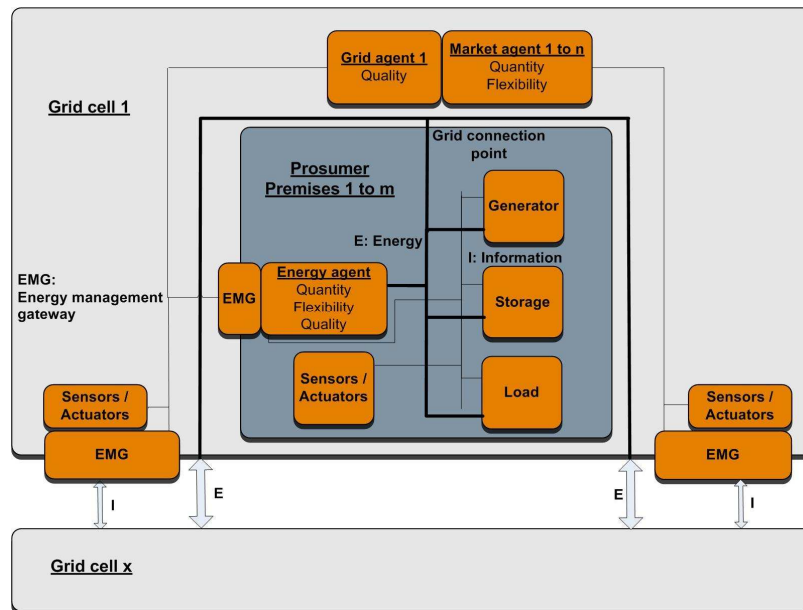 Grid agent 1
Quality
Market agent 1 to n
Quantity
Flexibility
Grid cell 1
Grid connection
point
Prosumer
Premises 1 to m
Generator
E: Energy
I: Information
EMG:
Energy management
gateway
EMG
Energy agent
Quantity
Flexibility
Quality
Storage
Sensors /
Actuators
Load
Sensors /
Actuators
EMG
Sensors /
Actuators
EMG
I
E
E
I
Grid cell x